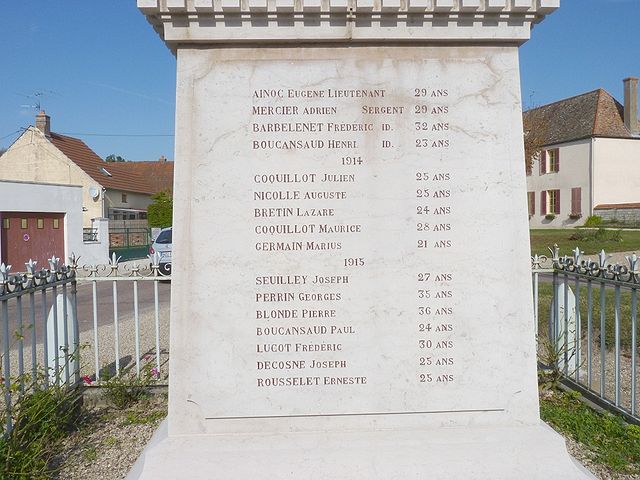 AINOC EUGENE LIEUTENANT 29 ANS
MERCIER ADRIEN SERGENT 29 ANS
BARBELENET FRÉDÉRIC ID. 32 ANS
BOUCANSAUD HENRI ID. 23 ANS
1914
COQUILLOT JULIEN 25 ANS
NICOLLE AUGUSTE 25 ANS
BRETIN LAZARE 24 ANS
COQUILLOT MAURICE 28 ANS
GERMAIN MARIUS 21 ANS
1915
SEUILLEY JOSEPH 27 ANS
PERRIN GEORGES 35 ANS
BLONDE PIERRE 36 ANS
BOUCANSAUD PAUL 24 ANS
LUCOT FRÉDÉRIC 30 ANS
DECOSNE JOSEPH 25 ANS
ROUSSELET ERNESTE 25 ANS